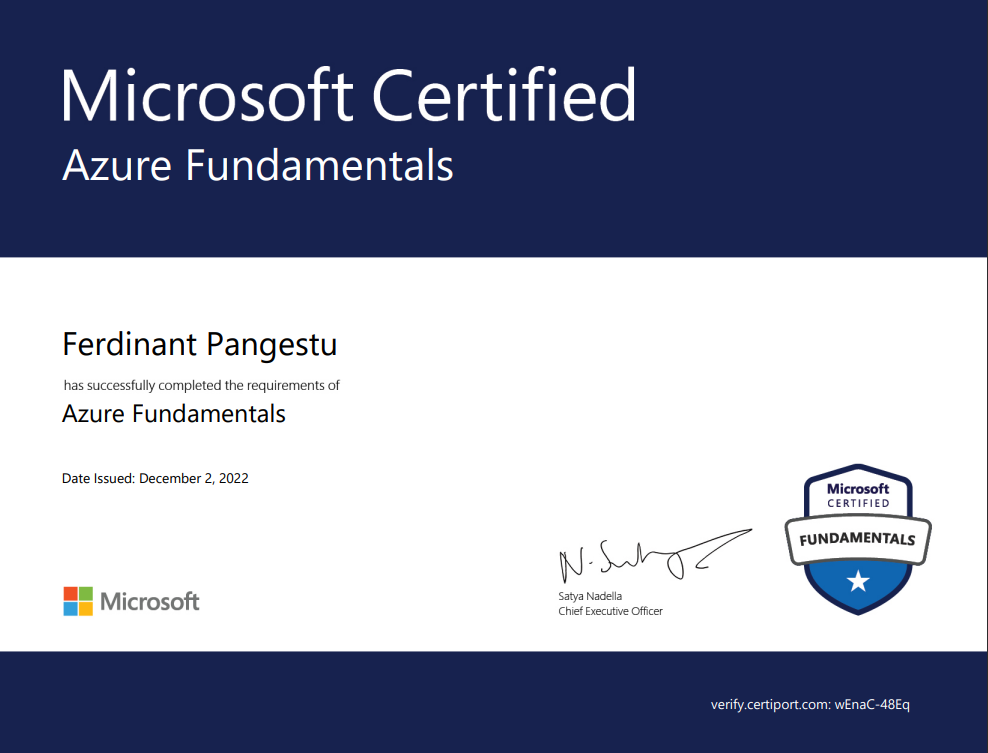 Microsoft Certified
Azure Fundamentals
Ferdinant Pangestu
has successfully completed the requirements of
Azure Fundamentals
Date Issued: December 2, 2022
Microsoft
CERTIFIED
FUNDAMENTALS
N. Satya
Satya Nadella
Chief Executive Officer
Microsoft
verify.certiport.com: wEnaC-48Eq